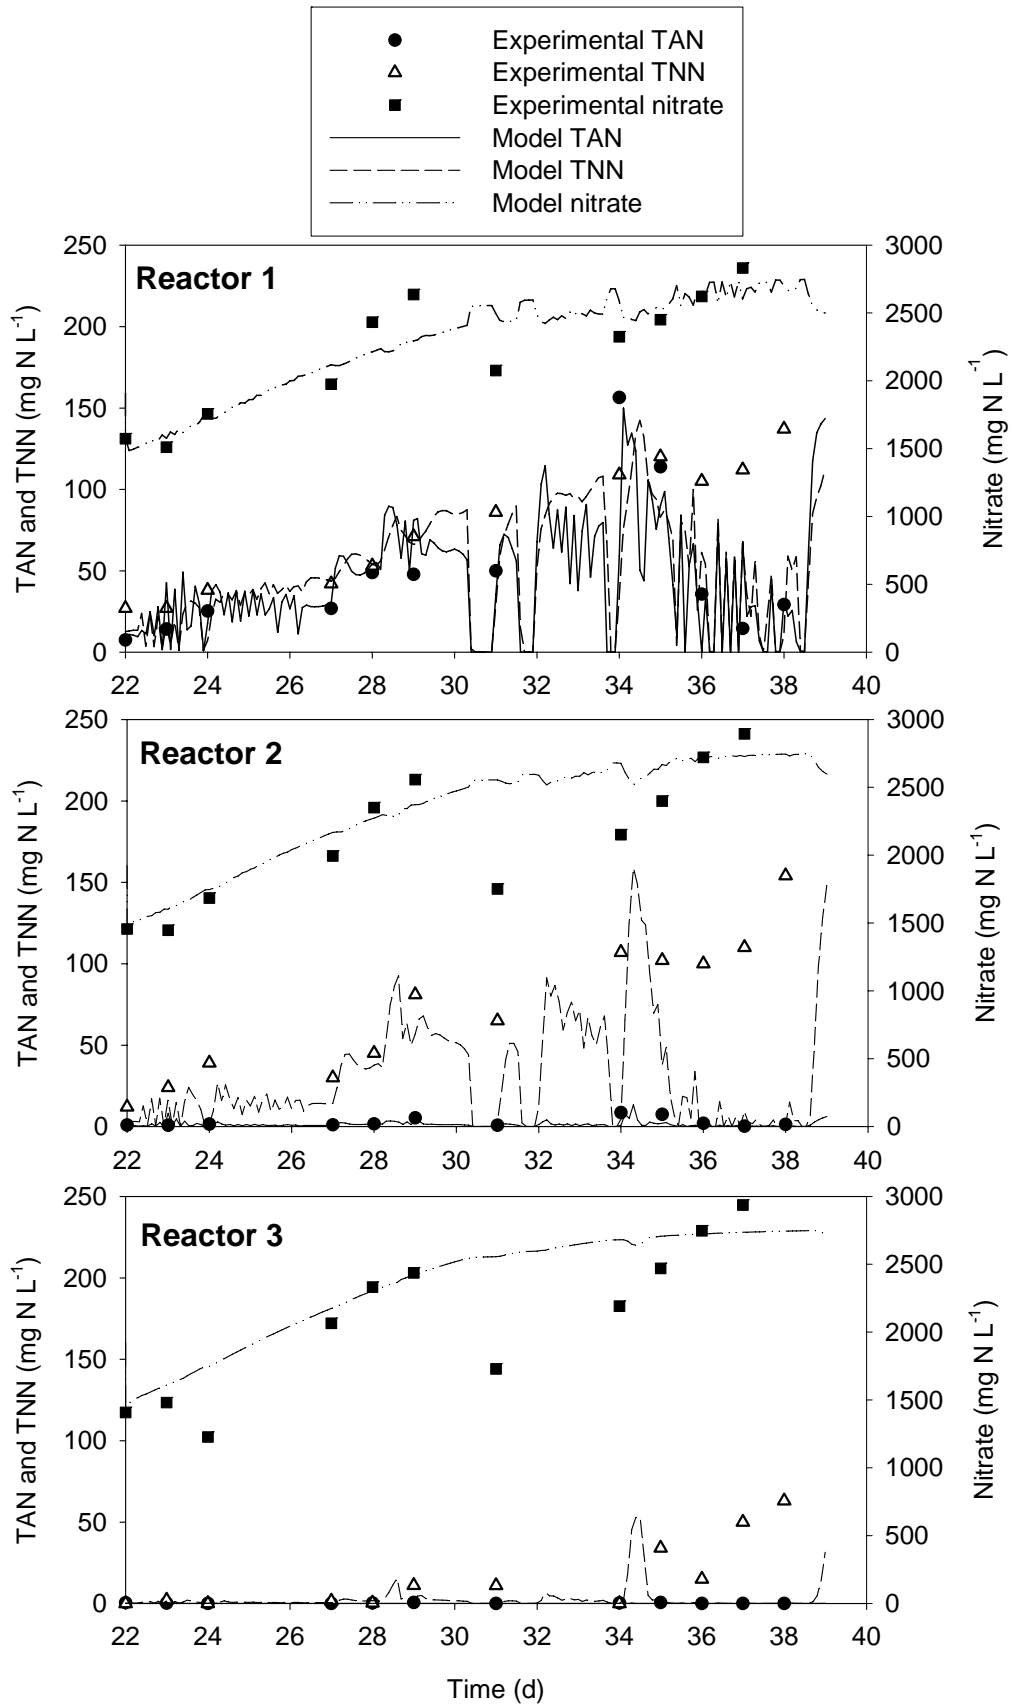 Experimental TAN
Experimental TNN
Experimental nitrate
Model TAN
Model TNN
Model nitrate
Reactor 1
TAN and TNN (mg N L-1)
250
200
150
100
50
0
3000
2500
2000
1500
1000
500
0
Nitrate (mg N L-1)
22 24 26 28 30 32 34 36 38 40
Reactor 2
TAN and TNN (mg N L-1)
250
200
150
100
50
0
3000
2500
2000
1500
1000
500
0
Nitrate (mg N L-1)
22 24 26 28 30 32 34 36 38 40
Reactor 3
TAN and TNN (mg N L-1)
250
200
150
100
50
0
3000
2500
2000
1500
1000
500
0
Nitrate (mg N L-1)
22 24 26 28 30 32 34 36 38 40
Time (d)